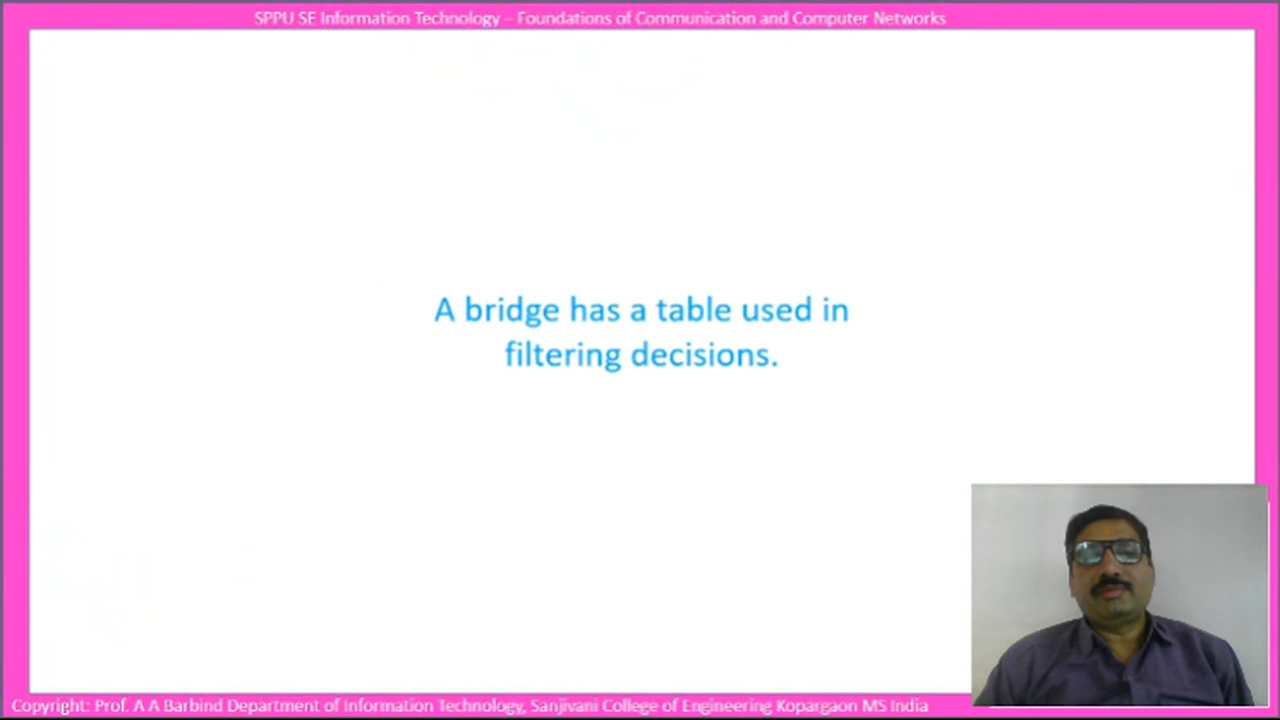 SPPU SE Information Technology – Foundations of Communication and Computer Networks
A bridge has a table used in
filtering decisions.
Copyright: Prof. A A Barbind Department of Information Technology, Sanjivani College of Engineering Kopargaon MS India